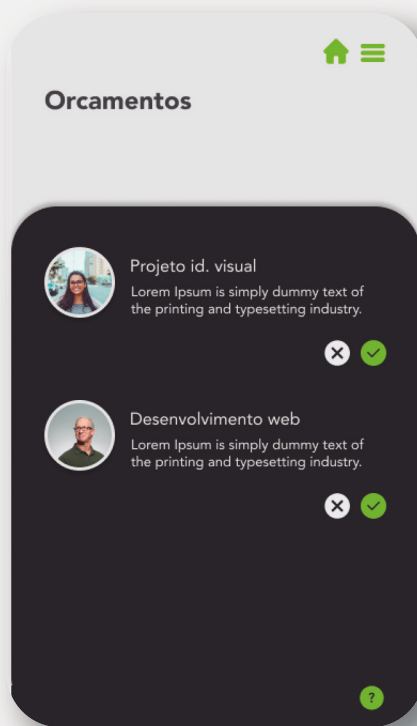 Orcamentos
Projeto id. visual
Lorem Ipsum is simply dummy text of
the printing and typesetting industry.
Desenvolvimento web
Lorem Ipsum is simply dummy text of
the printing and typesetting industry.
?